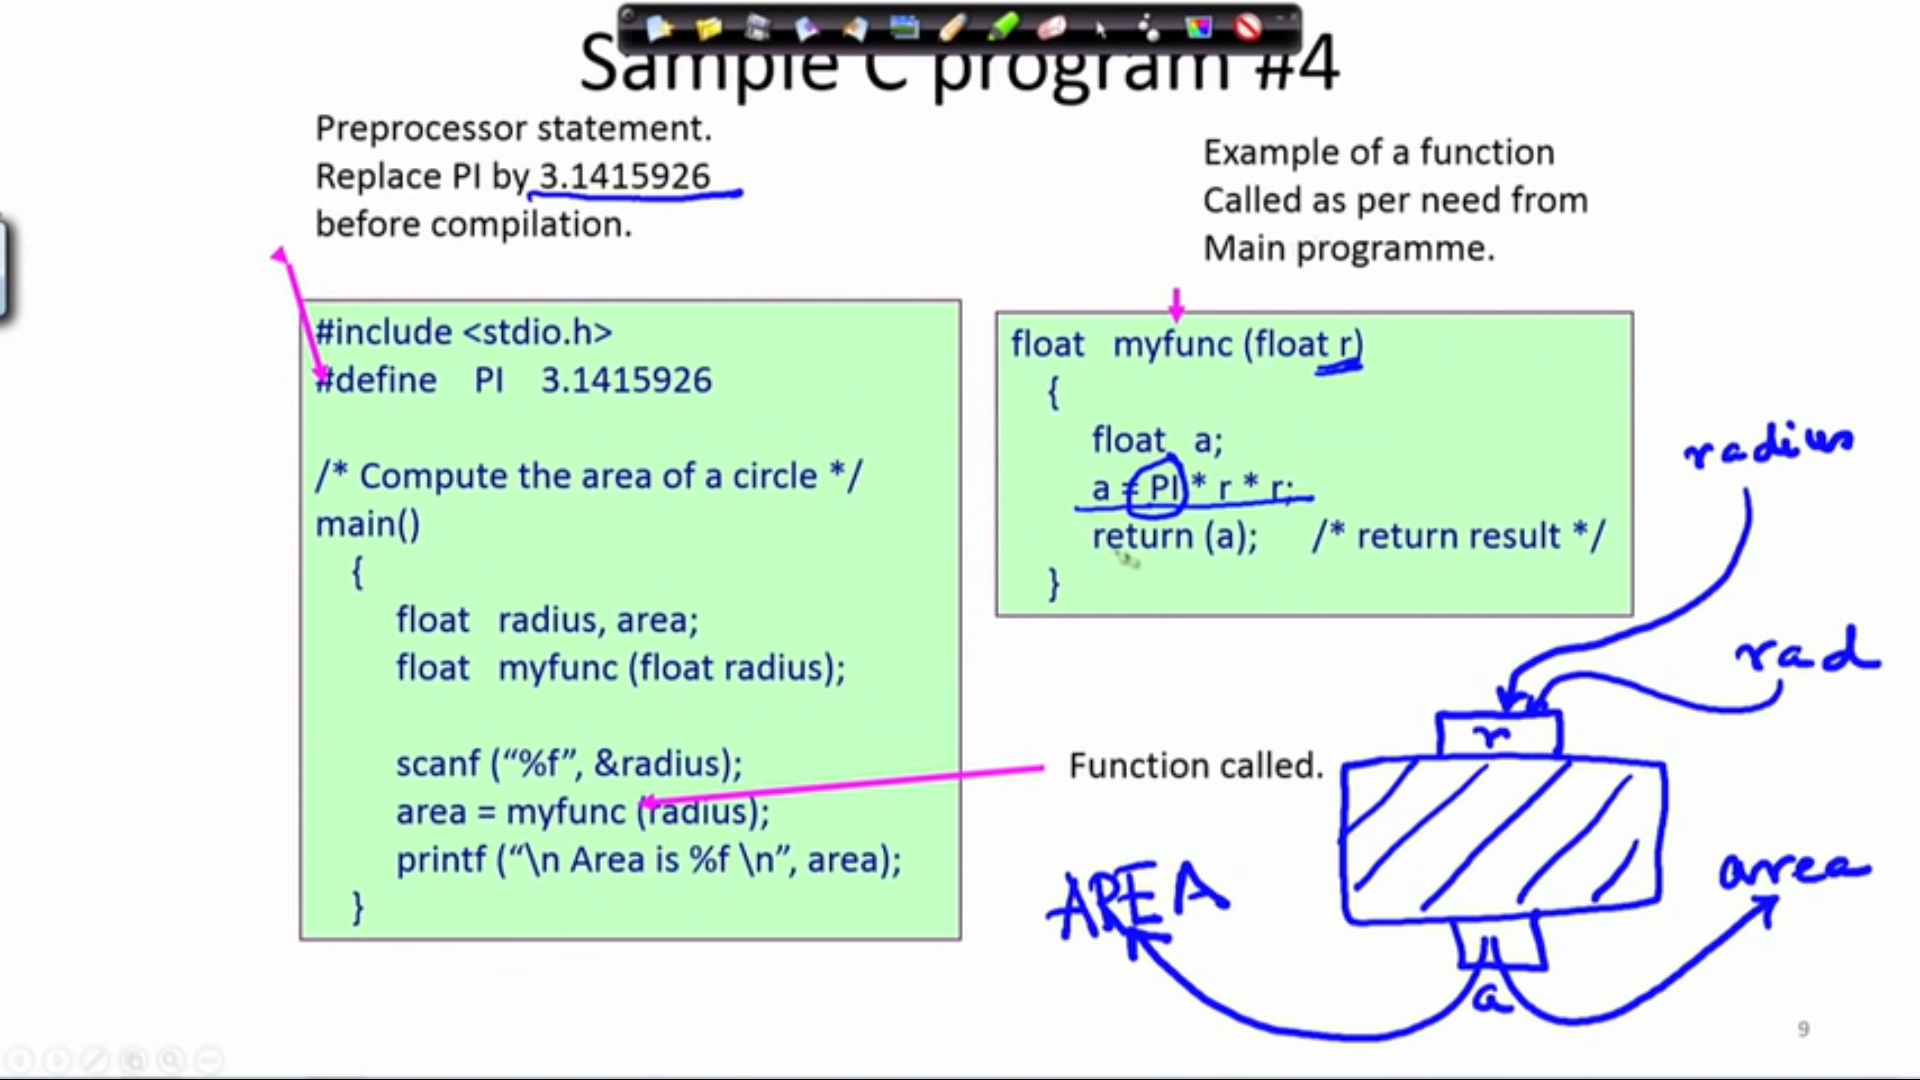 Sample C program #4
Preprocessor statement.
Replace PI by 3.1415926
before compilation.
Example of a function
Called as per need from
Main programme.
#include <stdio.h>
#define PI 3.1415926
/* Compute the area of a circle */
main()
{
float radius, area;
float myfunc (float radius);
scanf (“%f”, &radius);
area = myfunc (radius);
printf (“\n Area is %f \n”, area);
}
float myfunc (float r)
{
float a;
a = PI * r * r;
return (a); /* return result */
}
Function called.
radius
rad
r
AREA
area
a
9